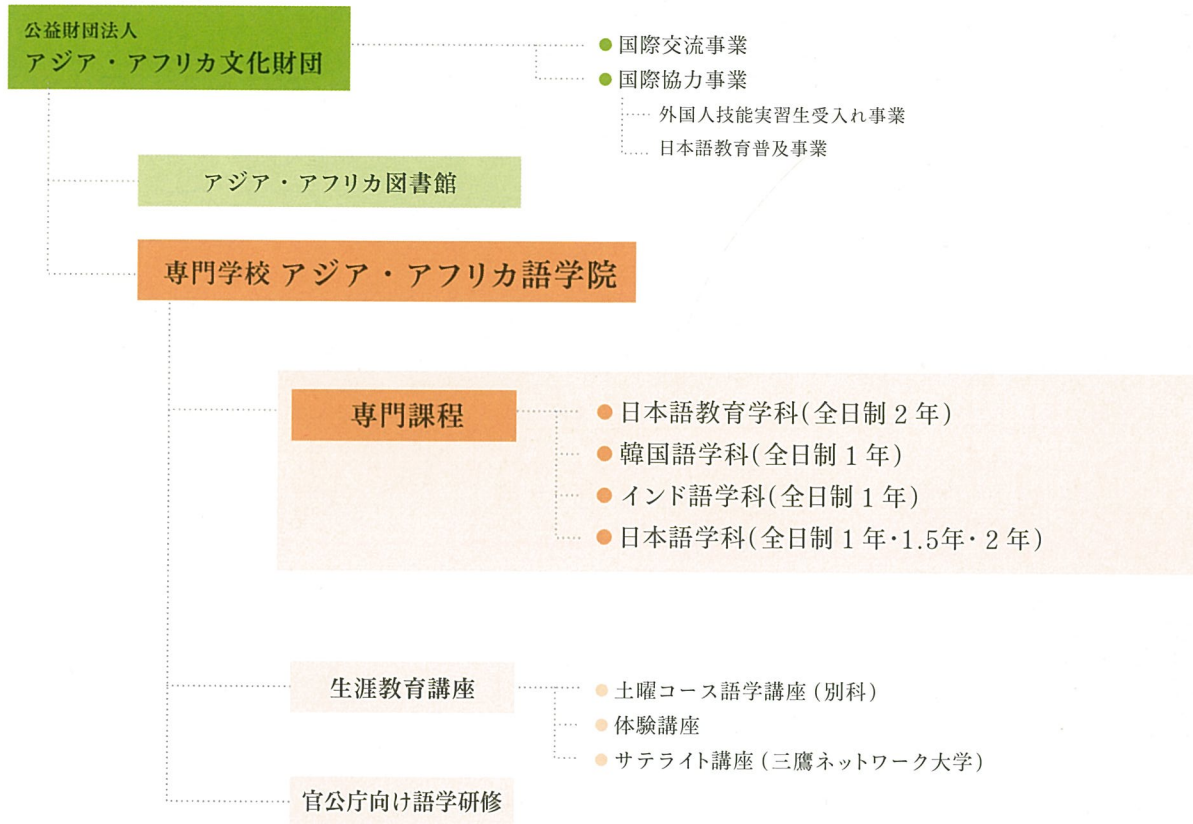 公益財団法人
アジア・アフリカ文化財団
国際交流事業
国際協力事業
外国人技能実習生受入れ事業
日本語教育普及事業
アジア・アフリカ図書館
専門学校 アジア・アフリカ語学院
専門課程
日本語教育学科(全日制 2 年)
韓国語学科(全日制 1 年)
インド語学科(全日制 1 年)
日本語学科(全日制 1 年・1.5年・2 年)
生涯教育講座
土曜コース語学講座 (別科)
体験講座
サテライト講座 (三鷹ネットワーク大学)
官公庁向け語学研修